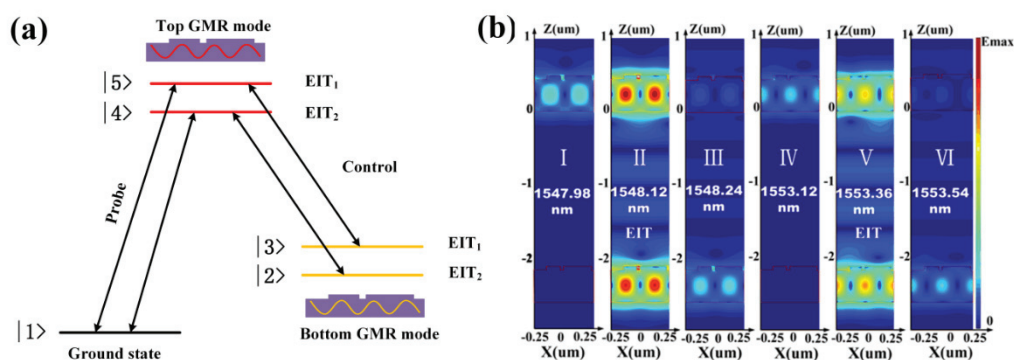 (a)
Top GMR mode
|5> EIT₁
|4> EIT₂
Probe
Control
|3> EIT₁
|2> EIT₂
Bottom GMR mode
|1>
Ground state
(b)
Z(um) Z(um) Z(um) Z(um) Z(um) Z(um)
1 1 1 1 1 1
Emax
0 0 0 0 0 0
I II III IV V VI
-1 -1 -1 -1 -1 -1
1547.98 1548.12 1548.24 1553.12 1553.36 1553.54
nm nm nm nm nm nm
EIT EIT
-2 -2 -2 -2 -2 -2
0
-0.25 0 0.25 -0.25 0 0.25 -0.25 0 0.25 -0.25 0 0.25 -0.25 0 0.25 -0.25 0 0.25
X(um) X(um) X(um) X(um) X(um) X(um)